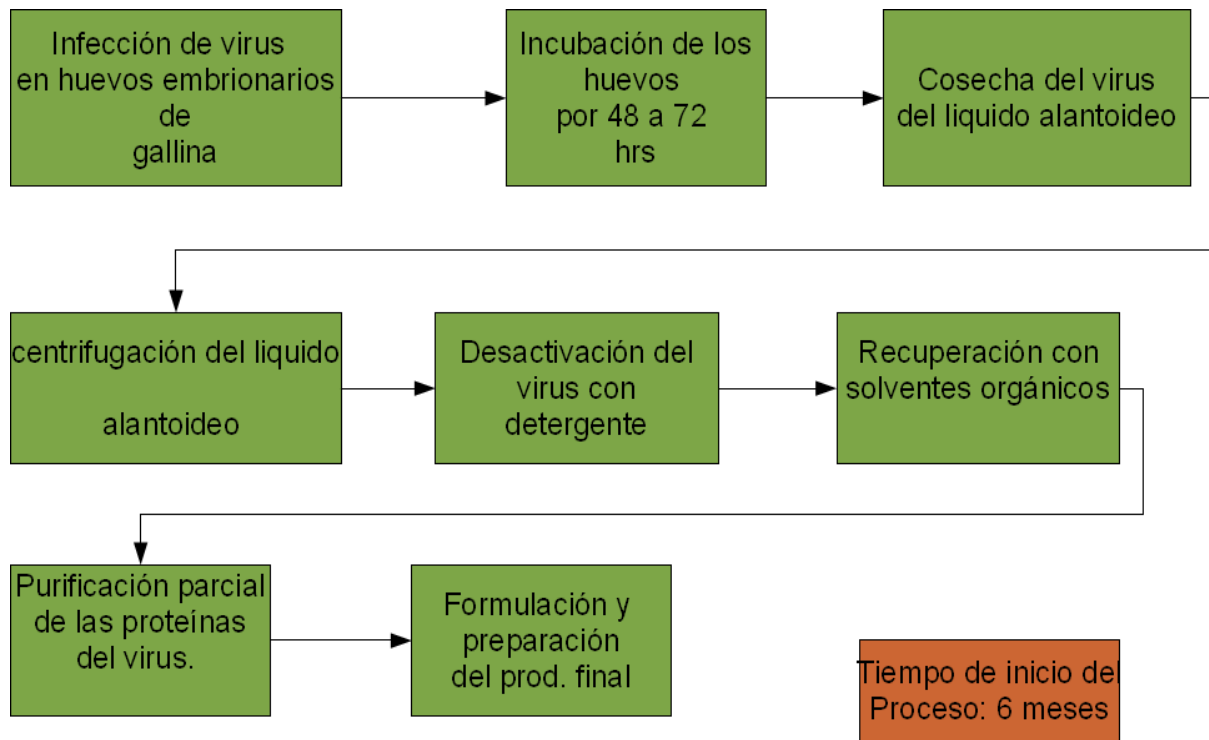 Infección de virus
en huevos embrionarios
de
gallina
Incubación de los
huevos
por 48 a 72
hrs
Cosecha del virus
del liquido alantoideo
centrifugación del liquido
alantoideo
Desactivación del
virus con
detergente
Recuperación con
solventes orgánicos
Purificación parcial
de las proteínas
del virus.
Formulación y
preparación
del prod. final
Tiempo de inicio del
Proceso: 6 meses